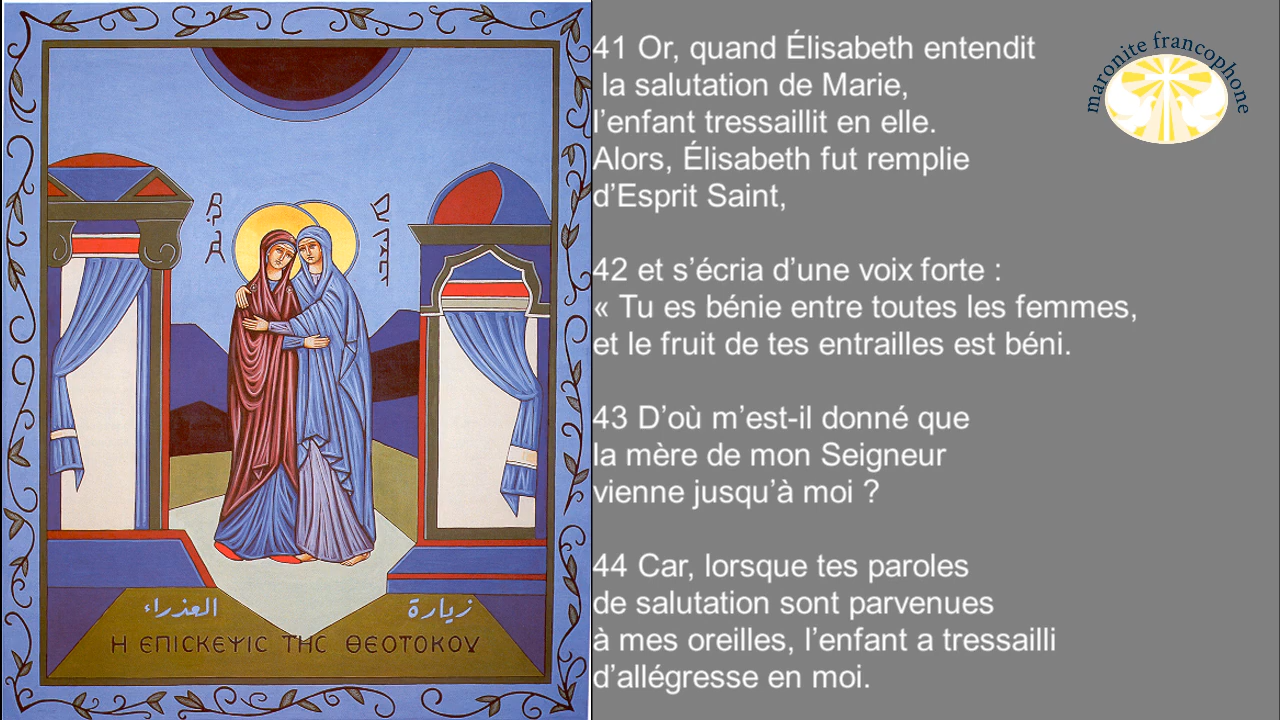 41 Or, quand Élisabeth entendit
la salutation de Marie,
l’enfant tressaillit en elle.
Alors, Élisabeth fut remplie
d’Esprit Saint,
42 et s’écria d’une voix forte :
« Tu es bénie entre toutes les femmes,
et le fruit de tes entrailles est béni.
43 D’où m’est-il donné que
la mère de mon Seigneur
vienne jusqu’à moi ?
44 Car, lorsque tes paroles
de salutation sont parvenues
à mes oreilles, l’enfant a tressailli
d’allégresse en moi.
maronite francophone
زيارة العذراء
Η ЄΠΙCΚЄΨΙC ΤΗC ΘЄΟΤΟΚΟΥ